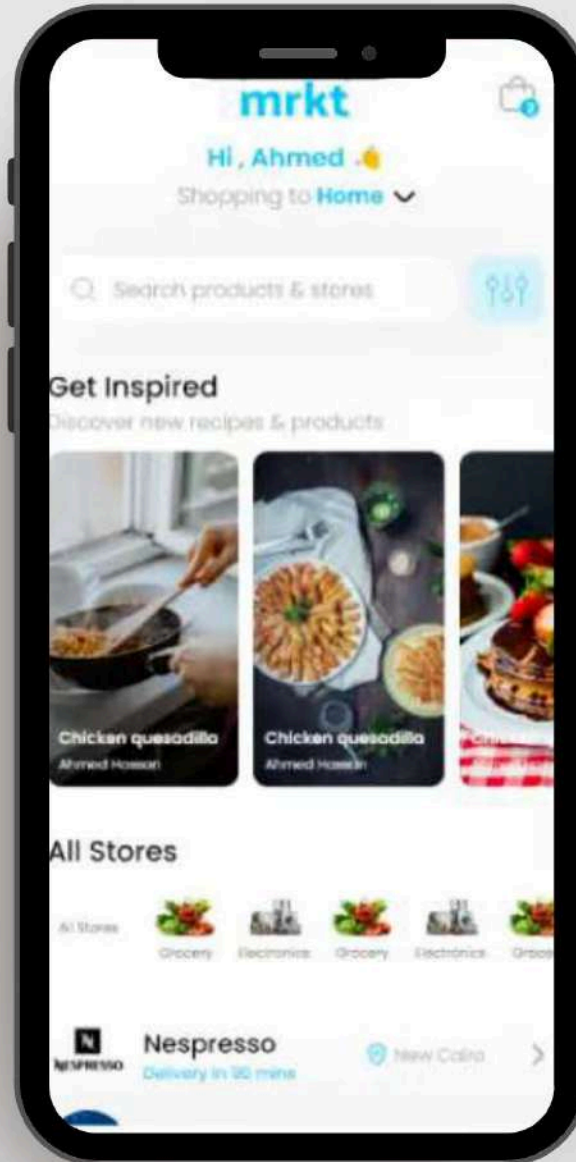 mrkt
Hi , Ahmed
Shopping to Home
Search products & stores
Get Inspired
Discover new recipes & products
Chicken quesadilla
Ahmed Hassan
Chicken quesadilla
Ahmed Hassan
All Stores
All Stores
Grocery
Electronics
Grocery
Electronics
Groce
NESPRESSO
Nespresso
Delivery in 90 mins
New Cairo